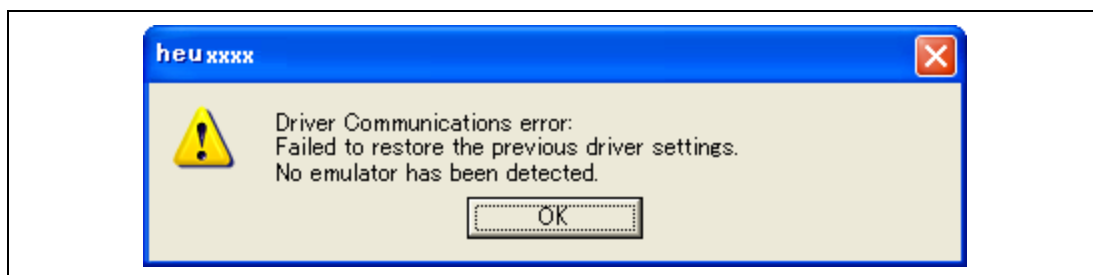 heuxxxx
Driver Communications error:
Failed to restore the previous driver settings.
No emulator has been detected.
OK